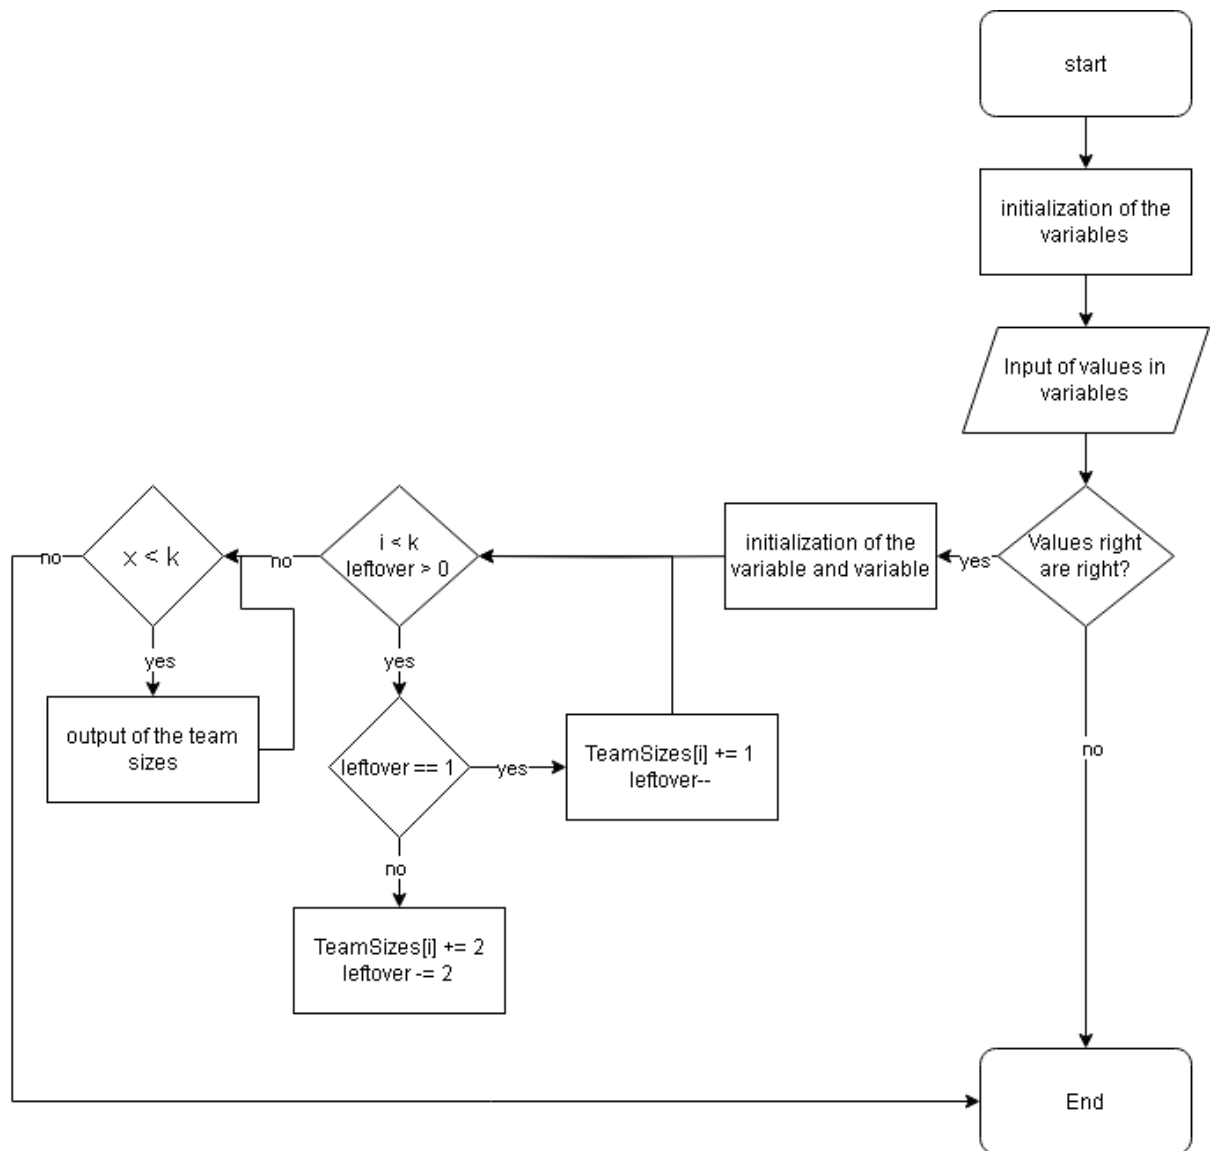 start
initialization of the
variables
Input of values in
variables
Values right
are right?
yes
no
initialization of the
variable and variable
i < k
leftover > 0
no
yes
x < k
no
yes
output of the team
sizes
leftover == 1
yes
no
TeamSizes[i] += 1
leftover--
TeamSizes[i] += 2
leftover -= 2
End